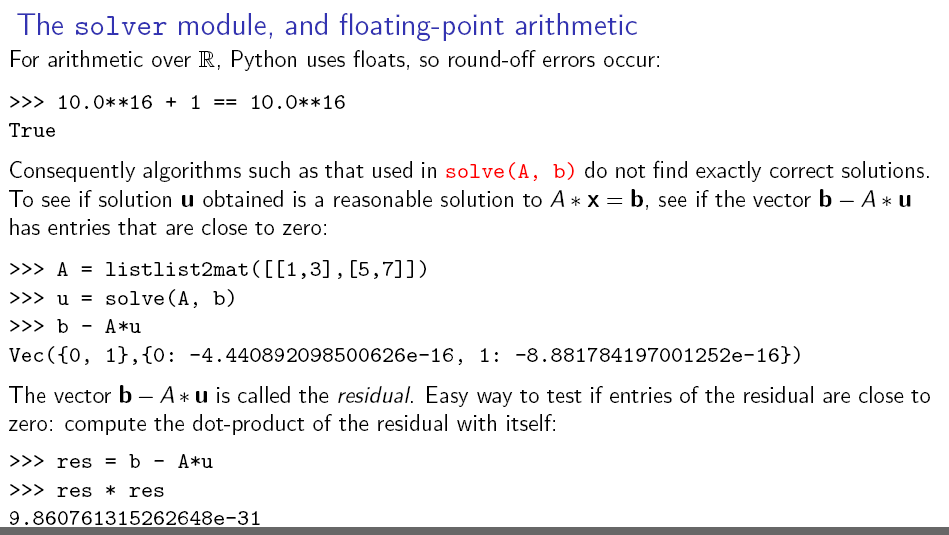 The solver module, and floating-point arithmetic
For arithmetic over ℝ, Python uses floats, so round-off errors occur:
>>> 10.0**16 + 1 == 10.0**16
True
Consequently algorithms such as that used in solve(A, b) do not find exactly correct solutions.
To see if solution u obtained is a reasonable solution to A ∗ x = b, see if the vector b − A ∗ u
has entries that are close to zero:
>>> A = listlist2mat([[1,3],[5,7]])
>>> u = solve(A, b)
>>> b - A*u
Vec({0, 1},{0: -4.440892098500626e-16, 1: -8.881784197001252e-16})
The vector b − A ∗ u is called the residual. Easy way to test if entries of the residual are close to
zero: compute the dot-product of the residual with itself:
>>> res = b - A*u
>>> res * res
9.860761315262648e-31